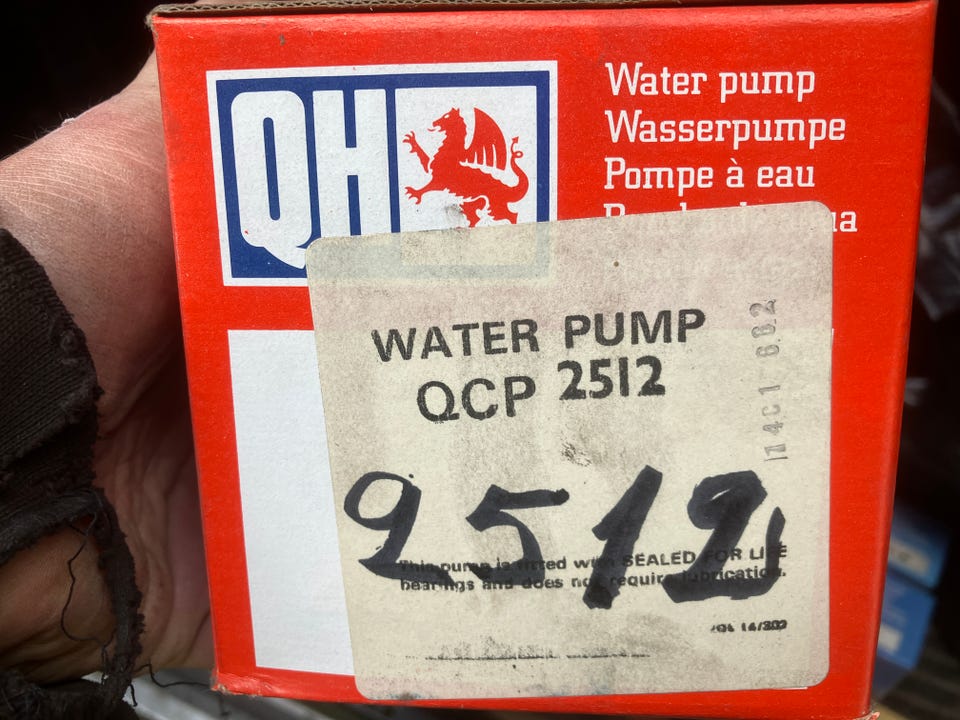 QH
Water pump
Wasserpumpe
Pompe à eau
WATER PUMP
QCP 2512
2512
This pump is fitted with SEALED FOR LIFE
bearings and does not require lubrication.